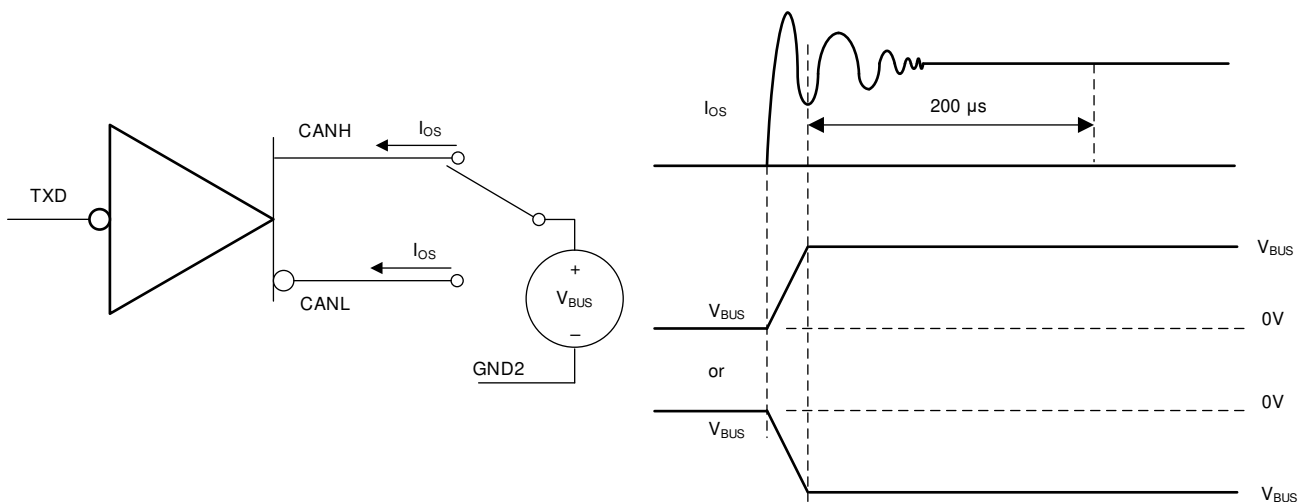 TXD
CANH
I_OS
I_OS
CANL
+
V_BUS
–
GND2
I_OS
200 µs
V_BUS
V_BUS
0V
or
0V
V_BUS
V_BUS